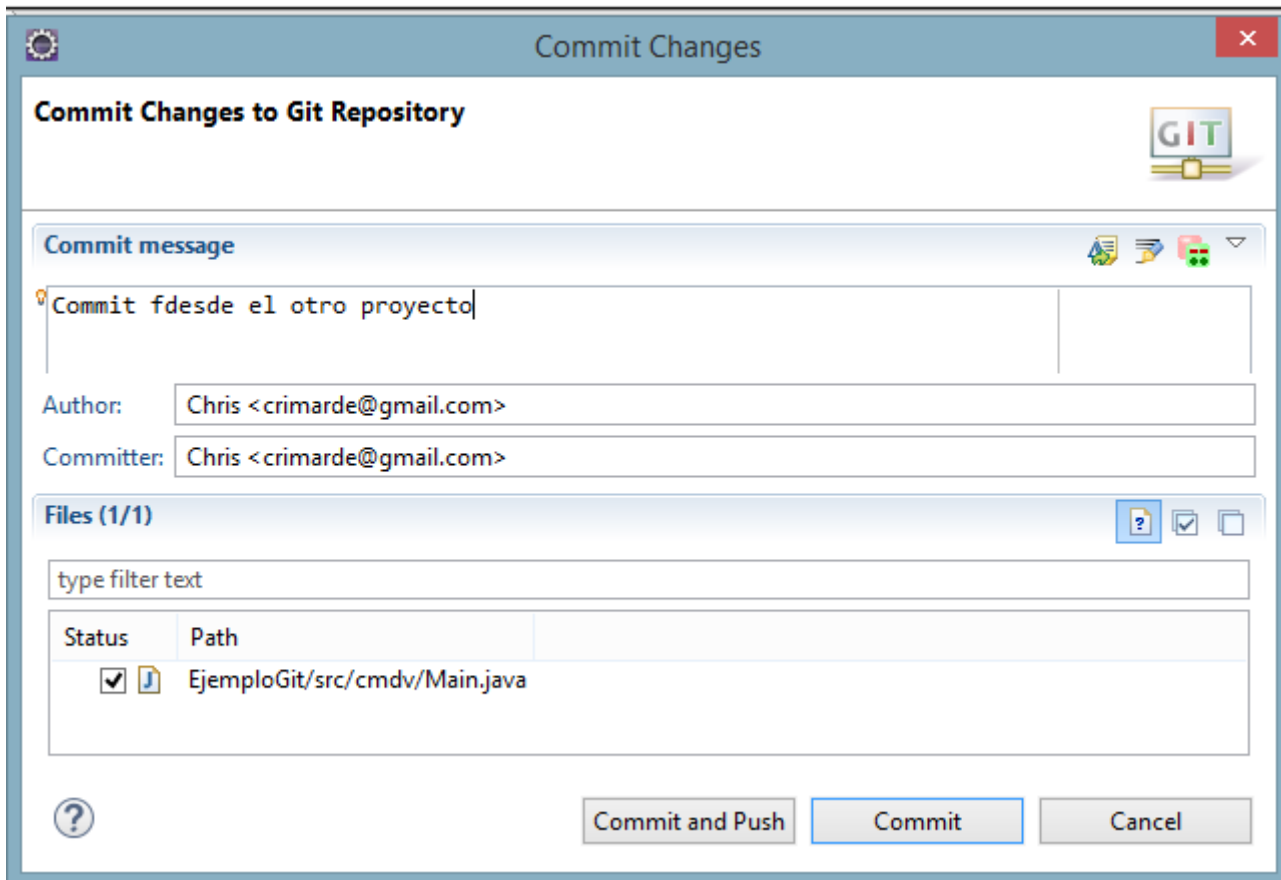 Commit Changes
Commit Changes to Git Repository
GIT
Commit message
Commit fdesde el otro proyecto
Author: Chris <crimarde@gmail.com>
Committer: Chris <crimarde@gmail.com>
Files (1/1)
type filter text
Status Path
EjemploGit/src/cmdv/Main.java
Commit and Push Commit Cancel